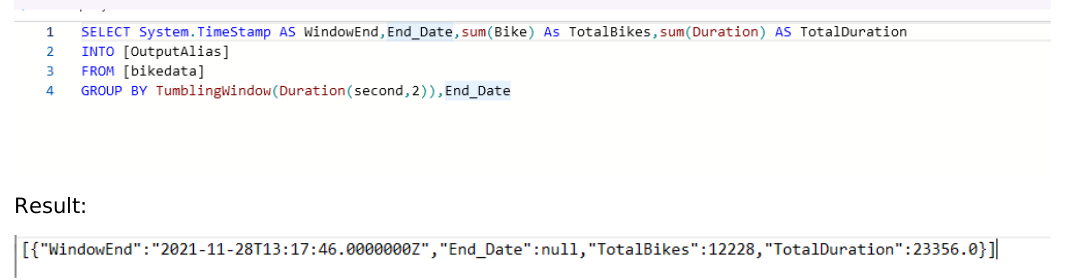 1 SELECT System.TimeStamp AS WindowEnd,End_Date,sum(Bike) As TotalBikes,sum(Duration) AS TotalDuration
2 INTO [OutputAlias]
3 FROM [bikedata]
4 GROUP BY TumblingWindow(Duration(second,2)),End_Date
Result:
[{"WindowEnd":"2021-11-28T13:17:46.0000000Z","End_Date":null,"TotalBikes":12228,"TotalDuration":23356.0}]